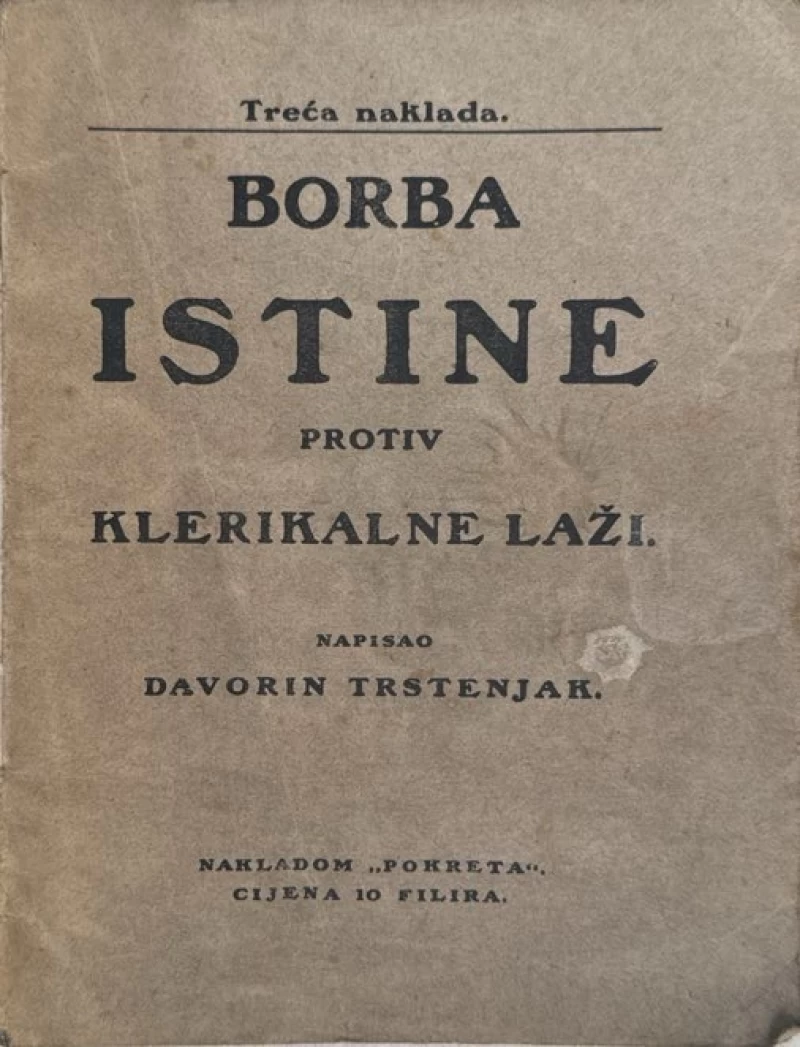 Treća naklada.
BORBA
ISTINE
PROTIV
KLERIKALNE LAŽI.
NAPISAO
DAVORIN TRSTENJAK.
NAKLADOM „POKRETA“.
CIJENA 10 FILIRA.